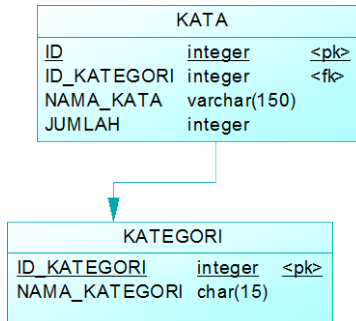 KATA
ID integer <pk>
ID_KATEGORI integer <fk>
NAMA_KATA varchar(150)
JUMLAH integer
KATEGORI
ID_KATEGORI integer <pk>
NAMA_KATEGORI char(15)